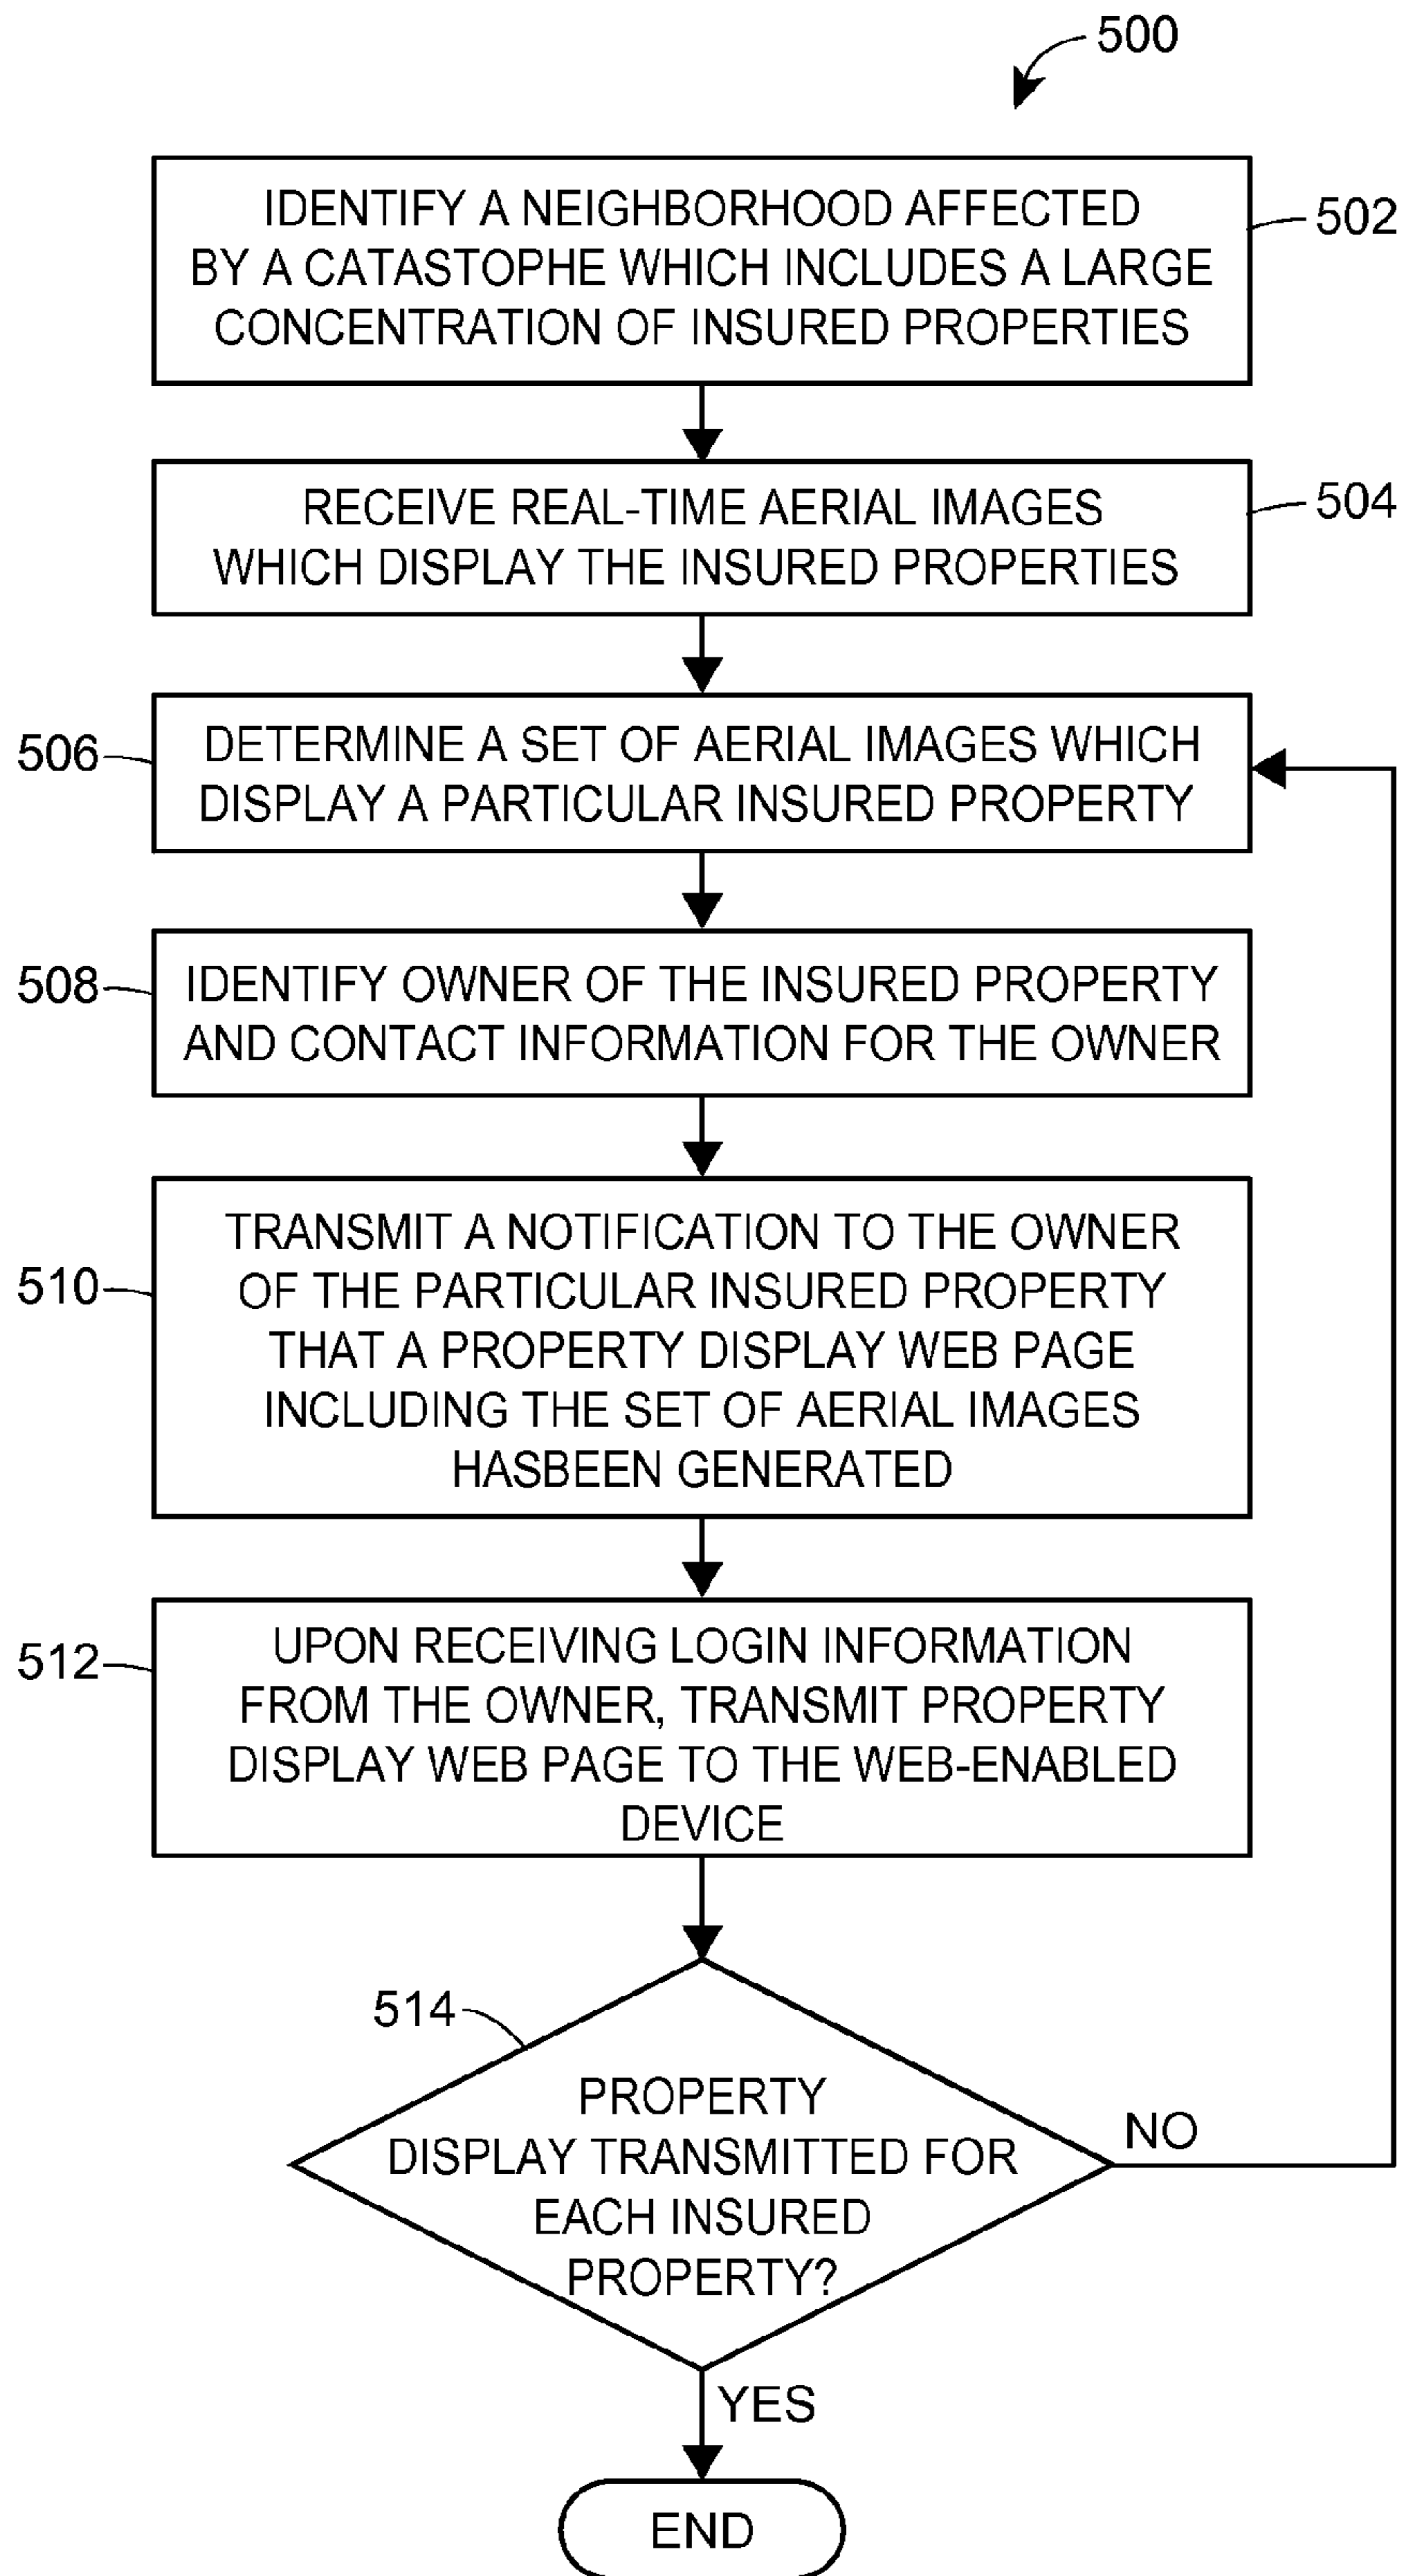 500
IDENTIFY A NEIGHBORHOOD AFFECTED
BY A CATASTOPHE WHICH INCLUDES A LARGE
CONCENTRATION OF INSURED PROPERTIES
502
RECEIVE REAL-TIME AERIAL IMAGES
WHICH DISPLAY THE INSURED PROPERTIES
504
506
DETERMINE A SET OF AERIAL IMAGES WHICH
DISPLAY A PARTICULAR INSURED PROPERTY
508
IDENTIFY OWNER OF THE INSURED PROPERTY
AND CONTACT INFORMATION FOR THE OWNER
510
TRANSMIT A NOTIFICATION TO THE OWNER
OF THE PARTICULAR INSURED PROPERTY
THAT A PROPERTY DISPLAY WEB PAGE
INCLUDING THE SET OF AERIAL IMAGES
HASBEEN GENERATED
512
UPON RECEIVING LOGIN INFORMATION
FROM THE OWNER, TRANSMIT PROPERTY
DISPLAY WEB PAGE TO THE WEB-ENABLED
DEVICE
514
PROPERTY
DISPLAY TRANSMITTED FOR
EACH INSURED
PROPERTY?
NO
YES
END